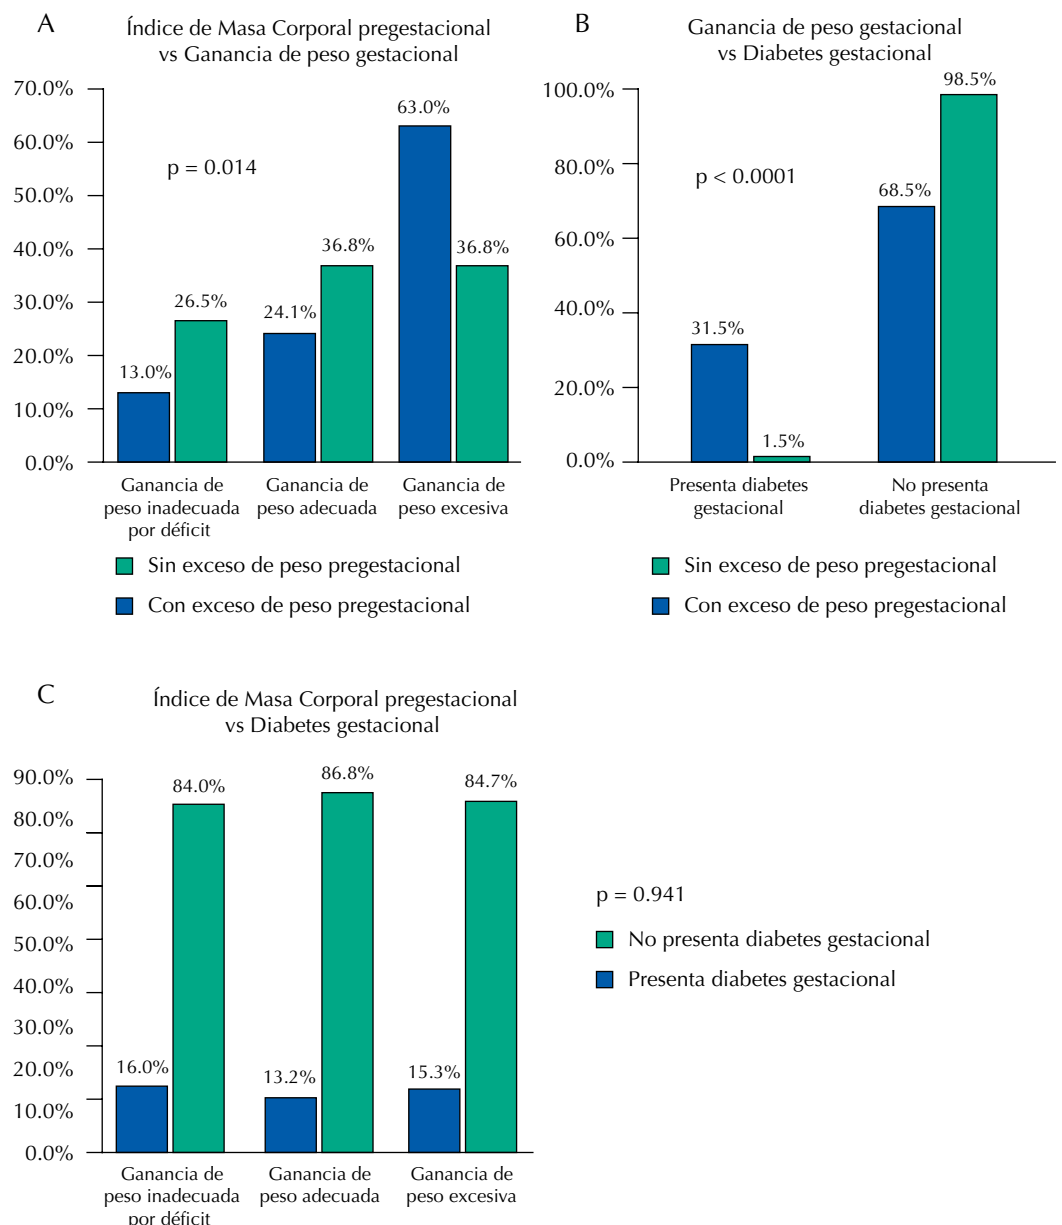 A
Índice de Masa Corporal pregestacional
vs Ganancia de peso gestacional
70.0%
60.0%
50.0%
40.0%
30.0%
20.0%
10.0%
0.0%
p = 0.014
13.0%
26.5%
24.1%
36.8%
63.0%
36.8%
Ganancia de
peso inadecuada
por déficit
Ganancia de
peso adecuada
Ganancia de
peso excesiva
Sin exceso de peso pregestacional
Con exceso de peso pregestacional
B
Ganancia de peso gestacional
vs Diabetes gestacional
100.0%
80.0%
60.0%
40.0%
20.0%
0.0%
p < 0.0001
31.5%
1.5%
68.5%
98.5%
Presenta diabetes
gestacional
No presenta
diabetes gestacional
Sin exceso de peso pregestacional
Con exceso de peso pregestacional
C
Índice de Masa Corporal pregestacional
vs Diabetes gestacional
90.0%
80.0%
70.0%
60.0%
50.0%
40.0%
30.0%
20.0%
10.0%
0.0%
16.0%
84.0%
13.2%
86.8%
15.3%
84.7%
Ganancia de
peso inadecuada
por déficit
Ganancia de
peso adecuada
Ganancia de
peso excesiva
p = 0.941
No presenta diabetes gestacional
Presenta diabetes gestacional